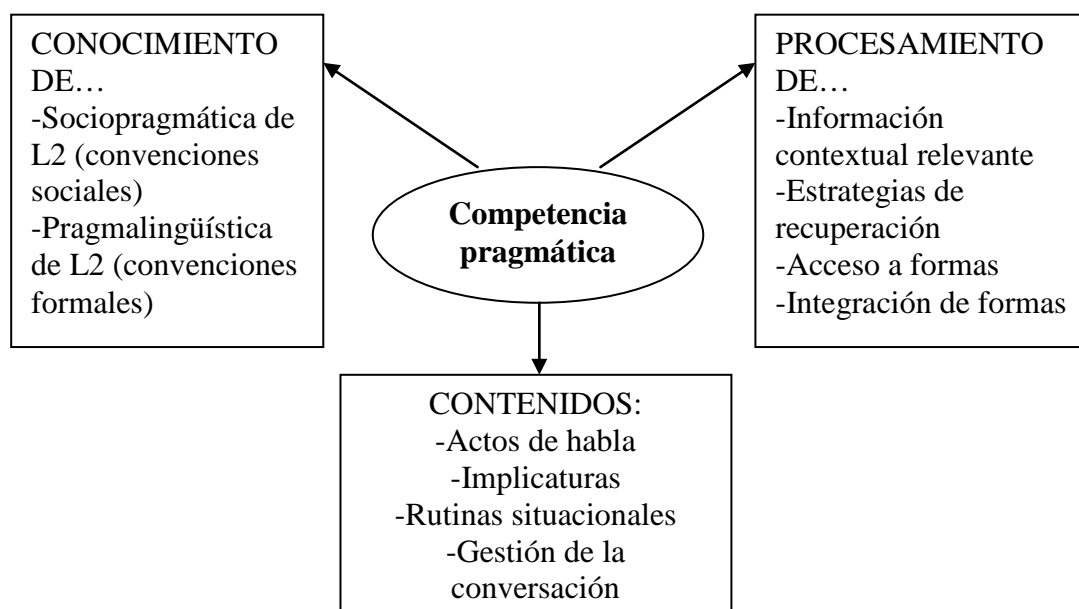 CONOCIMIENTO
DE…
-Sociopragmática de
L2 (convenciones
sociales)
-Pragmalingüística
de L2 (convenciones
formales)
PROCESAMIENTO
DE…
-Información
contextual relevante
-Estrategias de
recuperación
-Acceso a formas
-Integración de formas
Competencia
pragmática
CONTENIDOS:
-Actos de habla
-Implicaturas
-Rutinas situacionales
-Gestión de la
conversación